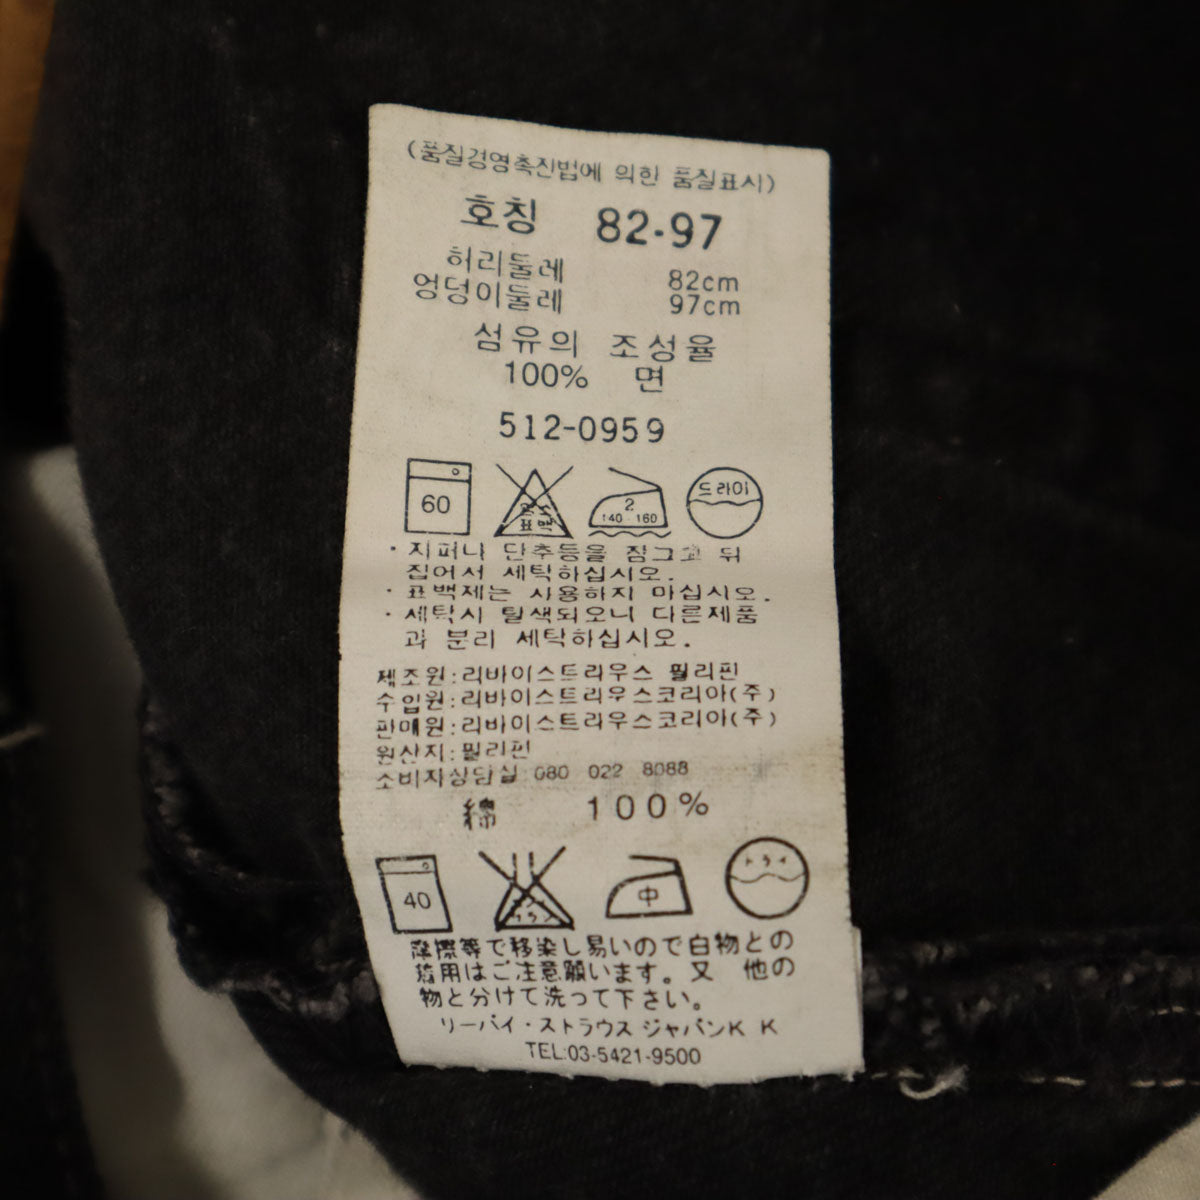 (품질경영촉진법에 의한 품질표시)
호칭 82-97
허리둘레 82cm
엉덩이둘레 97cm
섬유의 조성율
100% 면
512-0959
60
표백
2
140-160
드라이
· 지퍼나 단추등을 잠그고 뒤
집어서 세탁하십시오.
· 표백제는 사용하지 마십시오.
· 세탁시 탈색되오니 다른제품
과 분리 세탁하십시오.
제조원:리바이스트라우스 필리핀
수입원:리바이스트라우스코리아(주)
판매원:리바이스트라우스코리아(주)
원산지:필리핀
소비자상담실 080 022 8088
綿 100%
40
中
ドライ
摩擦等で移染し易いので白物との
着用はご注意願います。又 他の
物と分けて洗って下さい。
リーバイ・ストラウス ジャパンK K
TEL:03-5421-9500